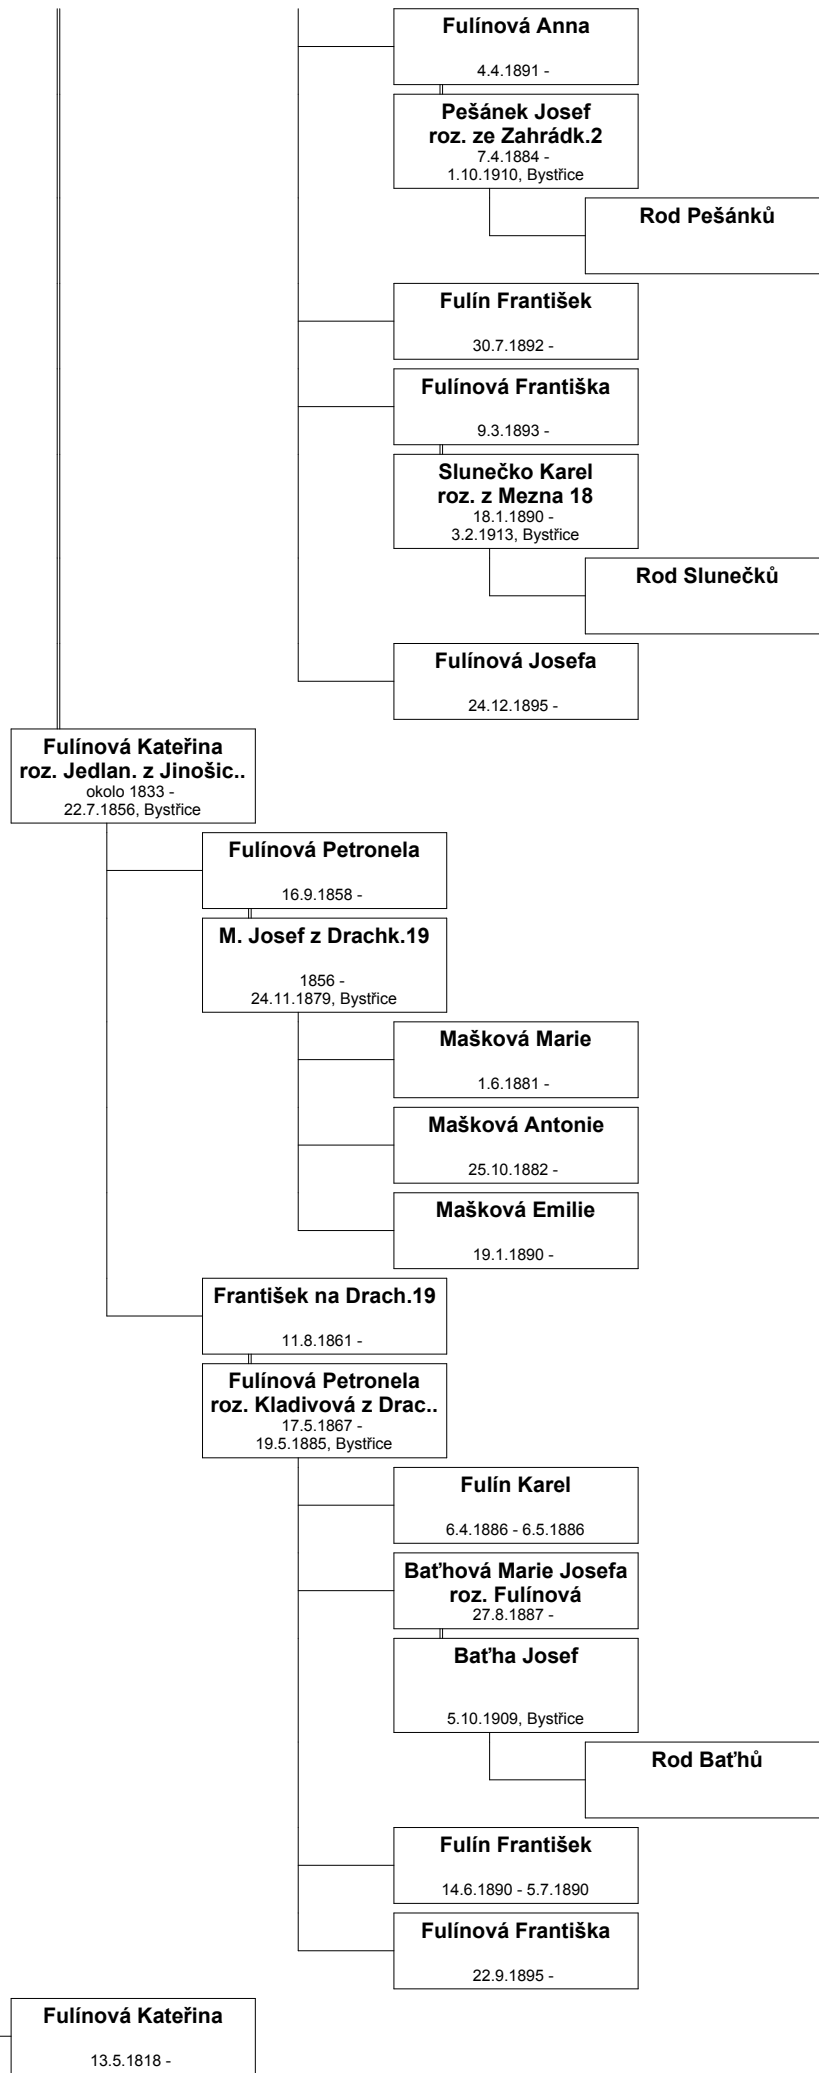 Fulínová Anna
4.4.1891 -
Pešánek Josef
roz. ze Zahrádk.2
7.4.1884 -
1.10.1910, Bystřice
Rod Pešánků
Fulín František
30.7.1892 -
Fulínová Františka
9.3.1893 -
Slunečko Karel
roz. z Mezna 18
18.1.1890 -
3.2.1913, Bystřice
Rod Slunečků
Fulínová Josefa
24.12.1895 -
Fulínová Kateřina
roz. Jedlan. z Jinošic..
okolo 1833 -
22.7.1856, Bystřice
Fulínová Petronela
16.9.1858 -
M. Josef z Drachk.19
1856 -
24.11.1879, Bystřice
Mašková Marie
1.6.1881 -
Mašková Antonie
25.10.1882 -
Mašková Emilie
19.1.1890 -
František na Drach.19
11.8.1861 -
Fulínová Petronela
roz. Kladivová z Drac..
17.5.1867 -
19.5.1885, Bystřice
Fulín Karel
6.4.1886 - 6.5.1886
Baťhová Marie Josefa
roz. Fulínová
27.8.1887 -
Baťha Josef
5.10.1909, Bystřice
Rod Baťhů
Fulín František
14.6.1890 - 5.7.1890
Fulínová Františka
22.9.1895 -
Fulínová Kateřina
13.5.1818 -